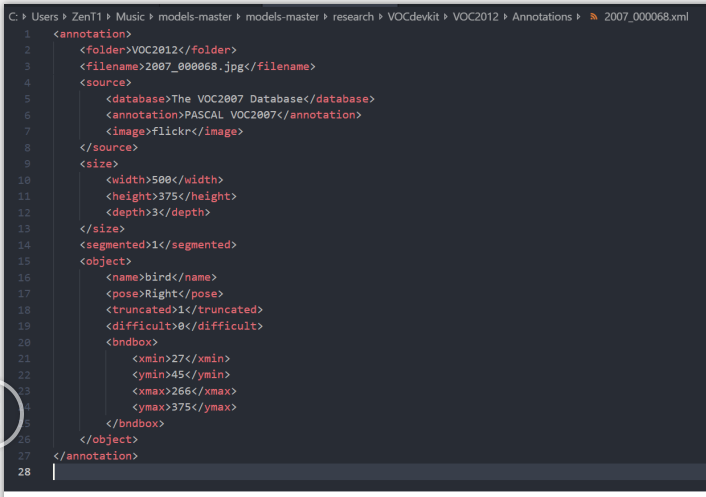 C: › Users › ZenT1 › Music › models-master › models-master › research › VOCdevkit › VOC2012 › Annotations › 2007_000068.xml
1 <annotation>
2     <folder>VOC2012</folder>
3     <filename>2007_000068.jpg</filename>
4     <source>
5         <database>The VOC2007 Database</database>
6         <annotation>PASCAL VOC2007</annotation>
7         <image>flickr</image>
8     </source>
9     <size>
10         <width>500</width>
11         <height>375</height>
12         <depth>3</depth>
13     </size>
14     <segmented>1</segmented>
15     <object>
16         <name>bird</name>
17         <pose>Right</pose>
18         <truncated>1</truncated>
19         <difficult>0</difficult>
20         <bndbox>
21             <xmin>27</xmin>
22             <ymin>45</ymin>
23             <xmax>266</xmax>
24             <ymax>375</ymax>
25         </bndbox>
26     </object>
27 </annotation>
28